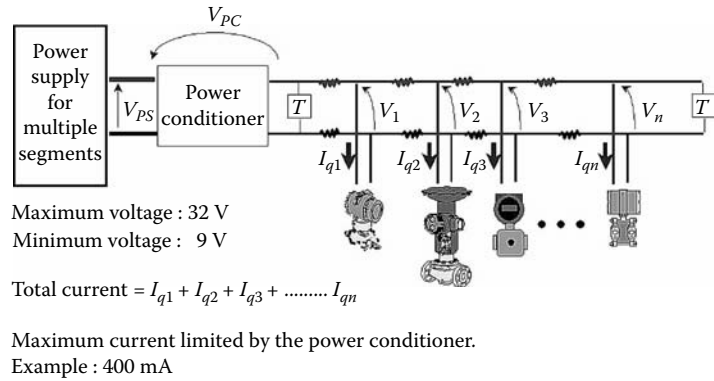 V_PC
Power
supply
for
multiple
segments
V_PS
Power
conditioner
T
V_1
V_2
V_3
V_n
T
I_q1
I_q2
I_q3
I_qn
Maximum voltage : 32 V
Minimum voltage : 9 V
Total current = I_q1 + I_q2 + I_q3 + ......... I_qn
Maximum current limited by the power conditioner.
Example : 400 mA